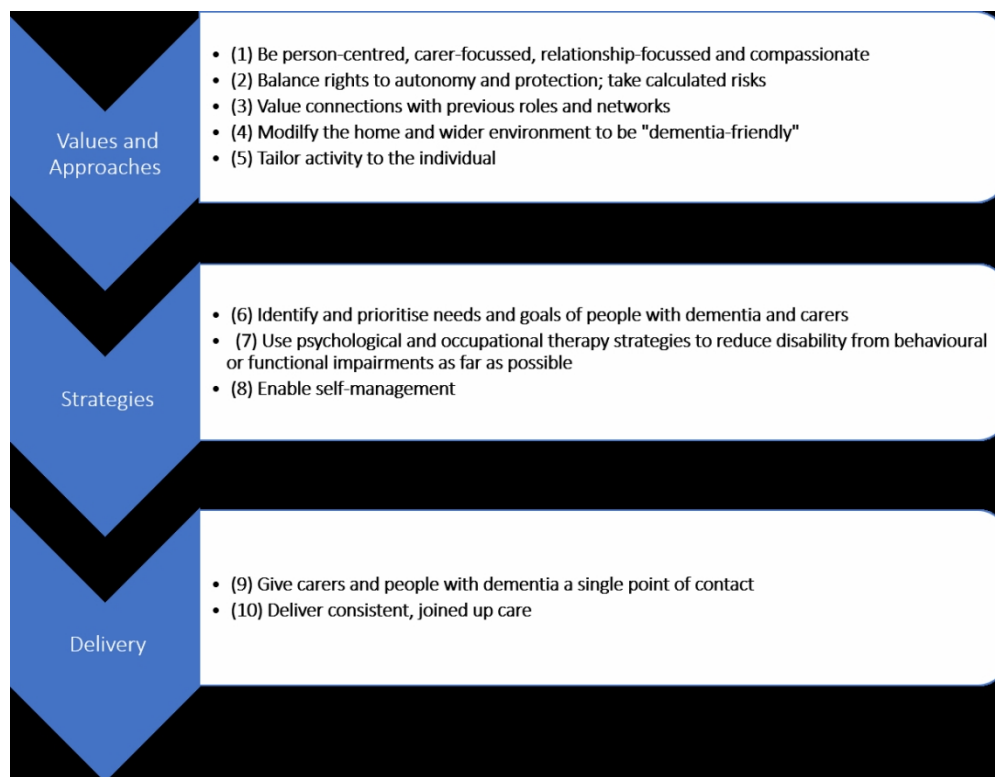 Values and
Approaches
• (1) Be person-centred, carer-focussed, relationship-focussed and compassionate
• (2) Balance rights to autonomy and protection; take calculated risks
• (3) Value connections with previous roles and networks
• (4) Modilfy the home and wider environment to be "dementia-friendly"
• (5) Tailor activity to the individual
Strategies
• (6) Identify and prioritise needs and goals of people with dementia and carers
• (7) Use psychological and occupational therapy strategies to reduce disability from behavioural
or functional impairments as far as possible
• (8) Enable self-management
Delivery
• (9) Give carers and people with dementia a single point of contact
• (10) Deliver consistent, joined up care